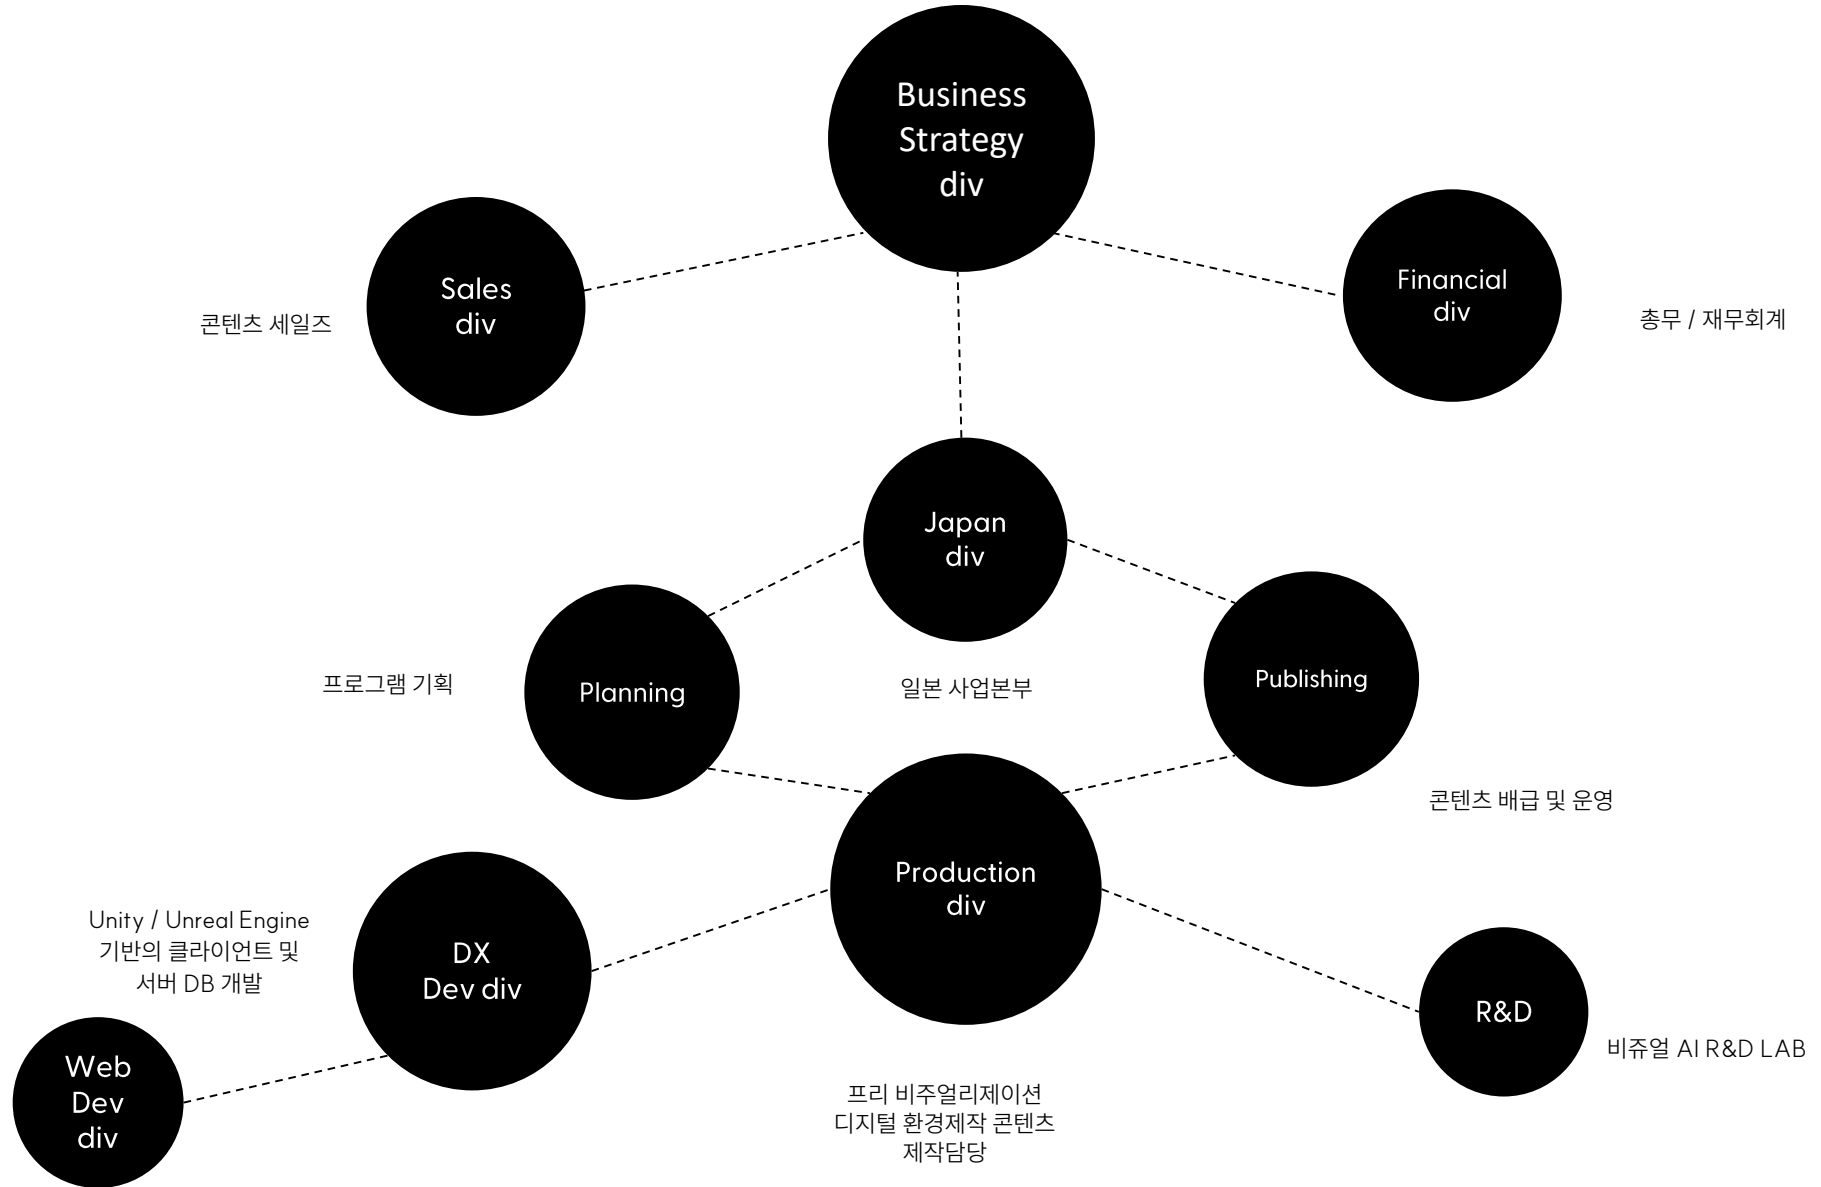 Business
Strategy
div
Sales
div
콘텐츠 세일즈
Financial
div
총무 / 재무회계
Japan
div
일본 사업본부
Planning
프로그램 기획
Publishing
콘텐츠 배급 및 운영
Production
div
프리 비주얼리제이션
디지털 환경제작 콘텐츠
제작담당
DX
Dev div
Unity / Unreal Engine
기반의 클라이언트 및
서버 DB 개발
Web
Dev
div
R&D
비쥬얼 AI R&D LAB